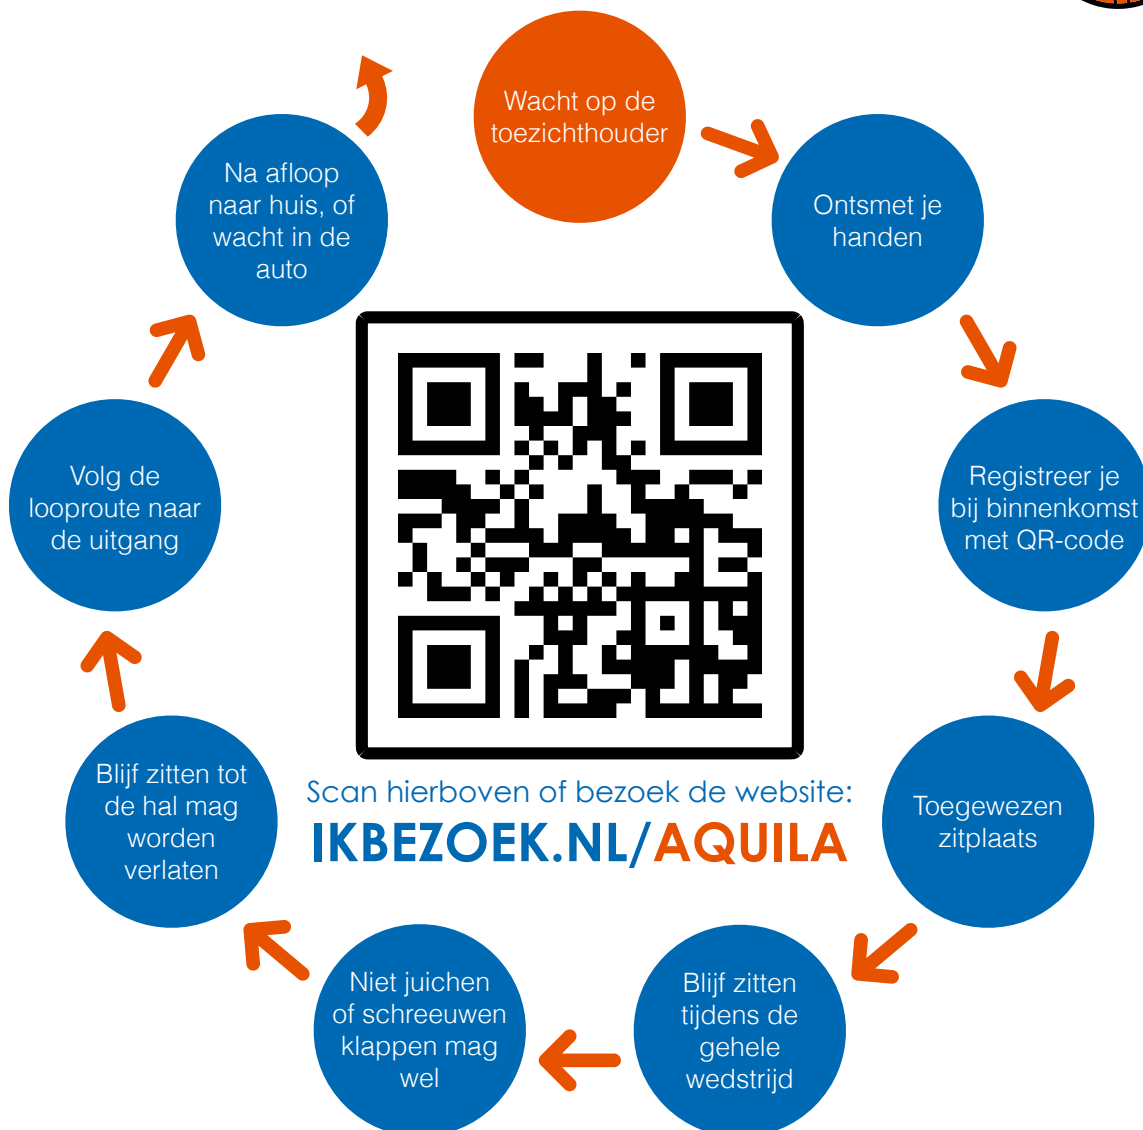 Wacht op de
toezichthouder
Ontsmet je
handen
Registreer je
bij binnenkomst
met QR-code
Toegewezen
zitplaats
Blijf zitten
tijdens de
gehele
wedstrijd
Niet juichen
of schreeuwen
klappen mag
wel
Blijf zitten tot
de hal mag
worden
verlaten
Volg de
looproute naar
de uitgang
Na afloop
naar huis, of
wacht in de
auto
Scan hierboven of bezoek de website:
IKBEZOEK.NL/AQUILA